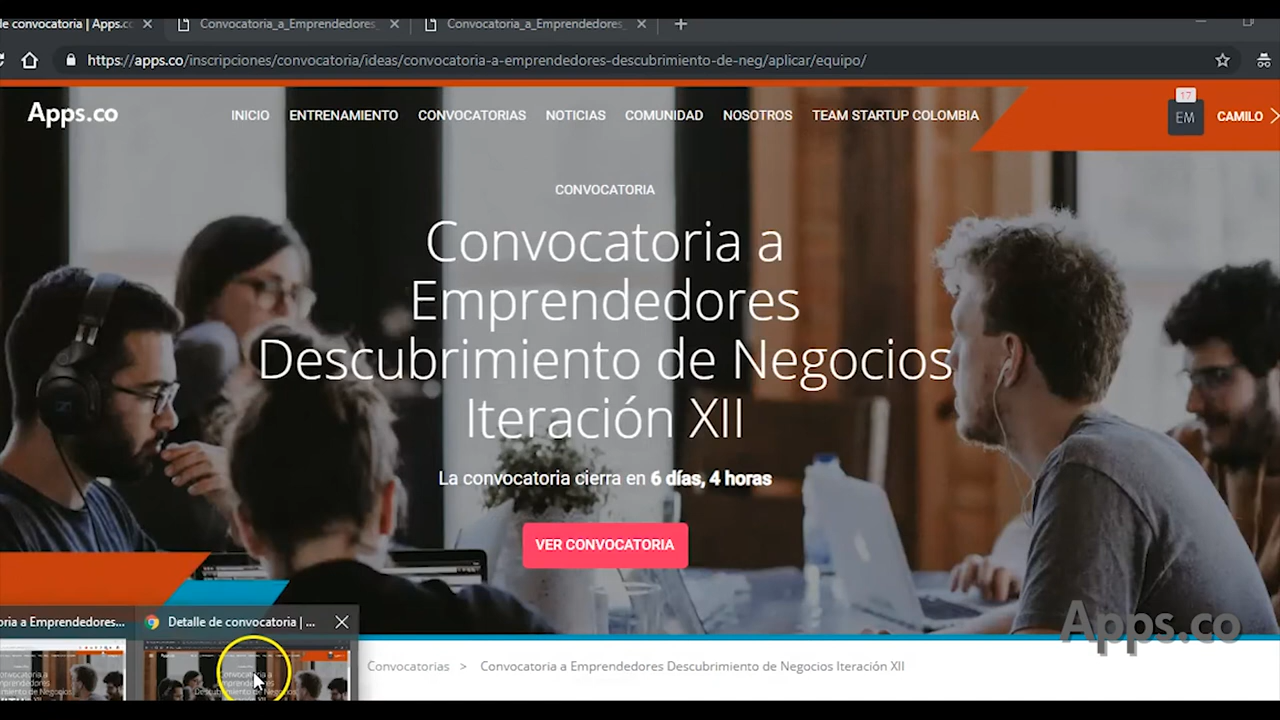 le convocatoria | Apps.co
Convocatoria_a_Emprendedores_
Convocatoria_a_Emprendedores_
https://apps.co/inscripciones/convocatoria/ideas/convocatoria-a-emprendedores-descubrimiento-de-neg/aplicar/equipo/
Apps.co
INICIO
ENTRENAMIENTO
CONVOCATORIAS
NOTICIAS
COMUNIDAD
NOSOTROS
TEAM STARTUP COLOMBIA
17
EM
CAMILO
CONVOCATORIA
Convocatoria a
Emprendedores
Descubrimiento de Negocios
Iteración XII
La convocatoria cierra en 6 días, 4 horas
VER CONVOCATORIA
Apps.co
oria a Emprendedores...
Detalle de convocatoria | ...
Convocatorias > Convocatoria a Emprendedores Descubrimiento de Negocios Iteración XII